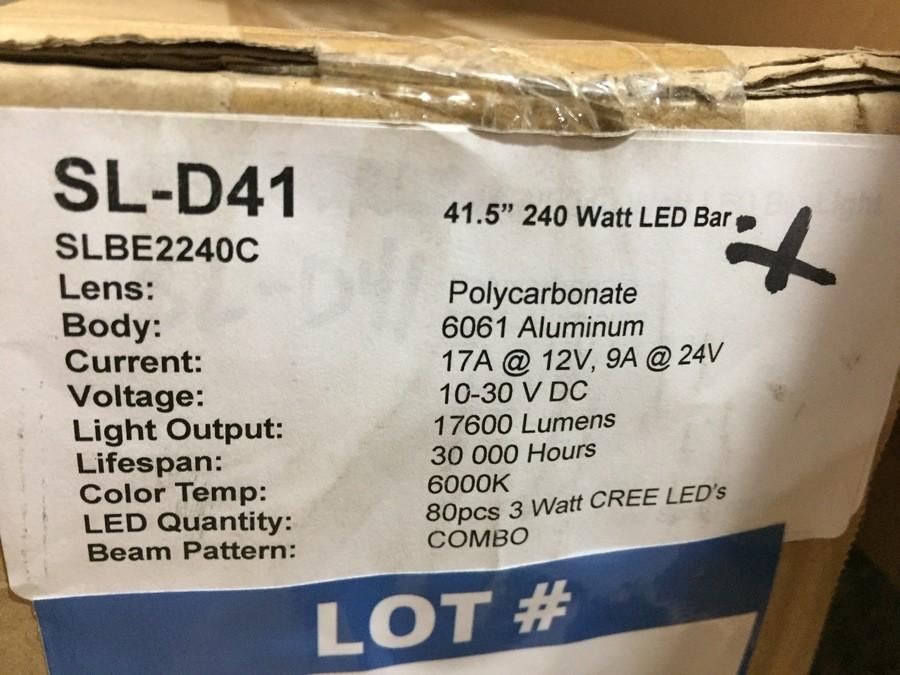 SL-D41
41.5” 240 Watt LED Bar
SLBE2240C
Lens: Polycarbonate
Body: 6061 Aluminum
Current: 17A @ 12V, 9A @ 24V
Voltage: 10-30 V DC
Light Output: 17600 Lumens
Lifespan: 30 000 Hours
Color Temp: 6000K
LED Quantity: 80pcs 3 Watt CREE LED’s
Beam Pattern: COMBO
LOT #